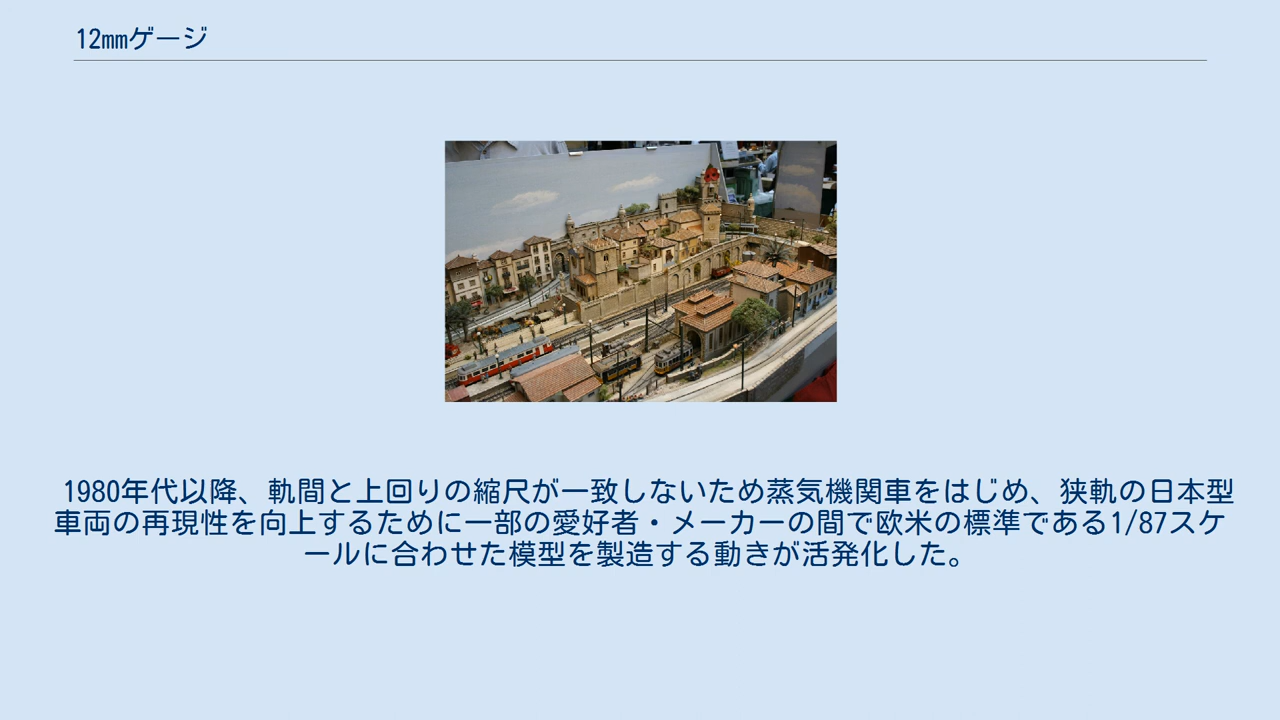 12mmゲージ
1980年代以降、軌間と上回りの縮尺が一致しないため蒸気機関車をはじめ、狭軌の日本型
車両の再現性を向上するために一部の愛好者・メーカーの間で欧米の標準である1/87スケ
ールに合わせた模型を製造する動きが活発化した。